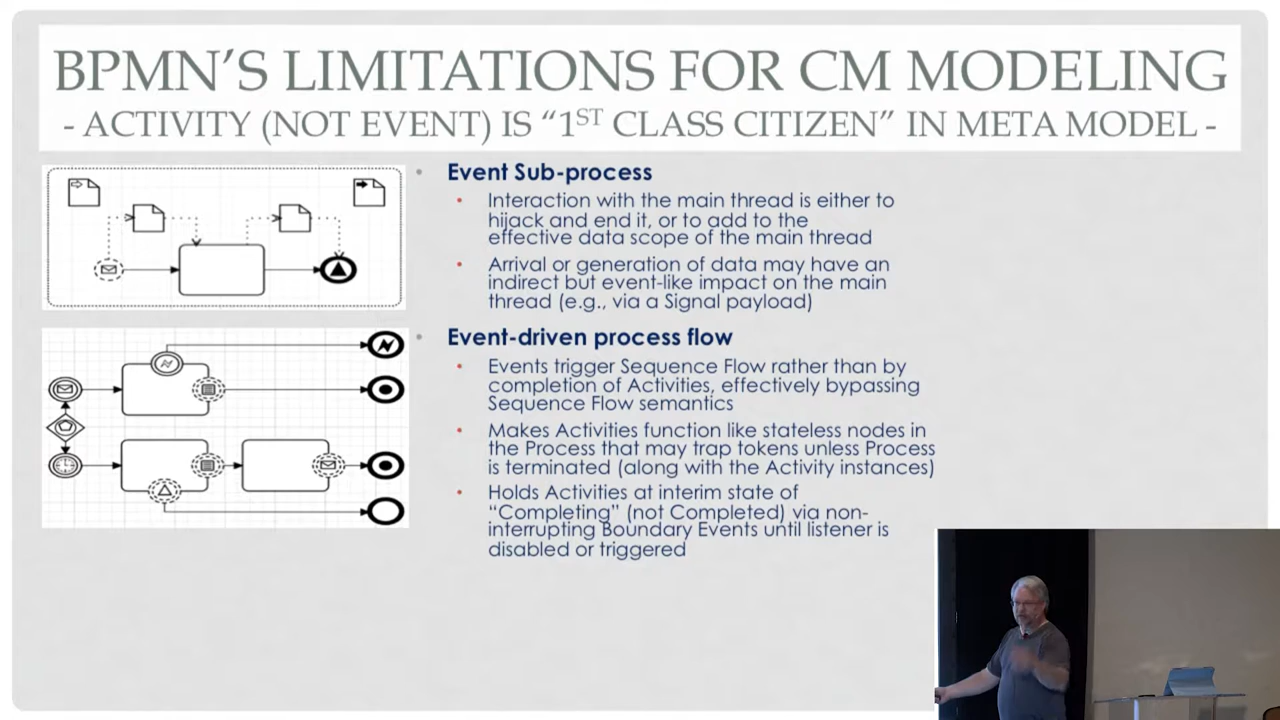 BPMN'S LIMITATIONS FOR CM MODELING
- ACTIVITY (NOT EVENT) IS "1ST CLASS CITIZEN" IN META MODEL -
• Event Sub-process
• Interaction with the main thread is either to
hijack and end it, or to add to the
effective data scope of the main thread
• Arrival or generation of data may have an
indirect but event-like impact on the main
thread (e.g., via a Signal payload)
• Event-driven process flow
• Events trigger Sequence Flow rather than by
completion of Activities, effectively bypassing
Sequence Flow semantics
• Makes Activities function like stateless nodes in
the Process that may trap tokens unless Process
is terminated (along with the Activity instances)
• Holds Activities at interim state of
"Completing" (not Completed) via non-
interrupting Boundary Events until listener is
disabled or triggered